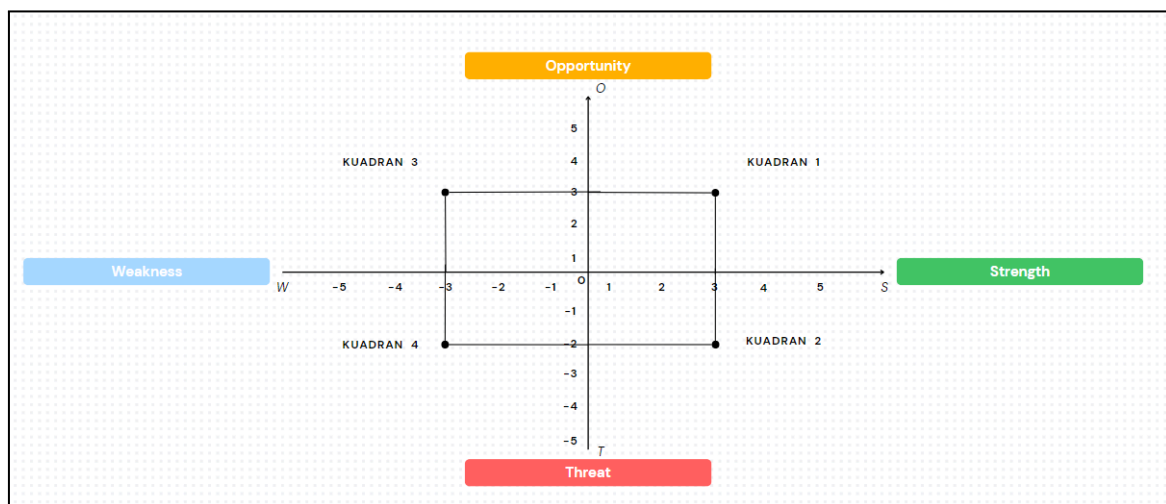 Opportunity
O
5
KUADRAN 3
4
KUADRAN 1
3
2
1
Weakness
Strength
W
-5
-4
-3
-2
-1
O
1
2
3
4
5
S
-1
KUADRAN 4
-2
KUADRAN 2
-3
-4
-5
T
Threat